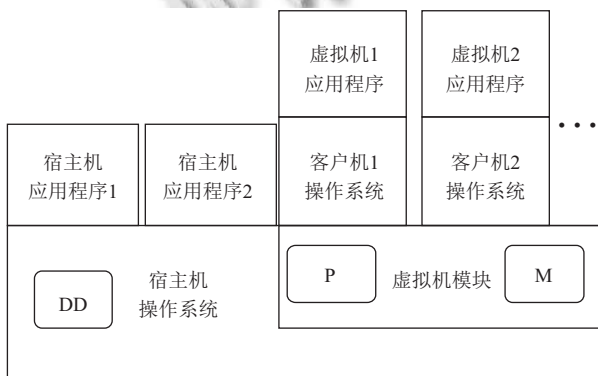 虚拟机1
应用程序
虚拟机2
应用程序
宿主机
应用程序1
宿主机
应用程序2
客户机1
操作系统
客户机2
操作系统
...
DD
宿主机
操作系统
P
虚拟机模块
M